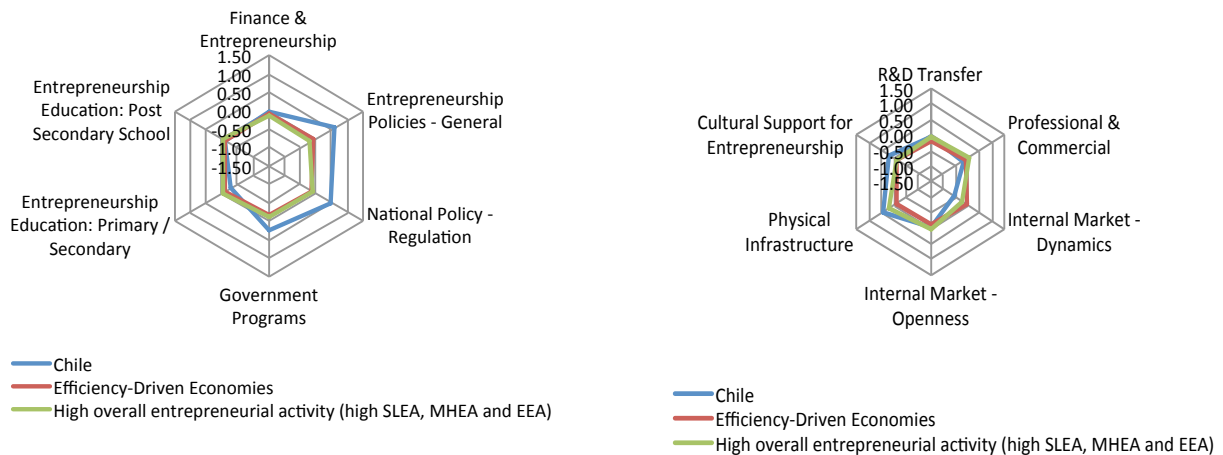 Finance &
Entrepreneurship
1.50
1.00
0.50
0.00
-0.50
-1.00
-1.50
Entrepreneurship
Policies - General
National Policy -
Regulation
Government
Programs
Entrepreneurship
Education: Primary /
Secondary
Entrepreneurship
Education: Post
Secondary School
Chile
Efficiency-Driven Economies
High overall entrepreneurial activity (high SLEA, MHEA and EEA)
R&D Transfer
1.50
1.00
0.50
0.00
-0.50
-1.00
-1.50
Professional &
Commercial
Internal Market -
Dynamics
Internal Market -
Openness
Physical
Infrastructure
Cultural Support for
Entrepreneurship
Chile
Efficiency-Driven Economies
High overall entrepreneurial activity (high SLEA, MHEA and EEA)